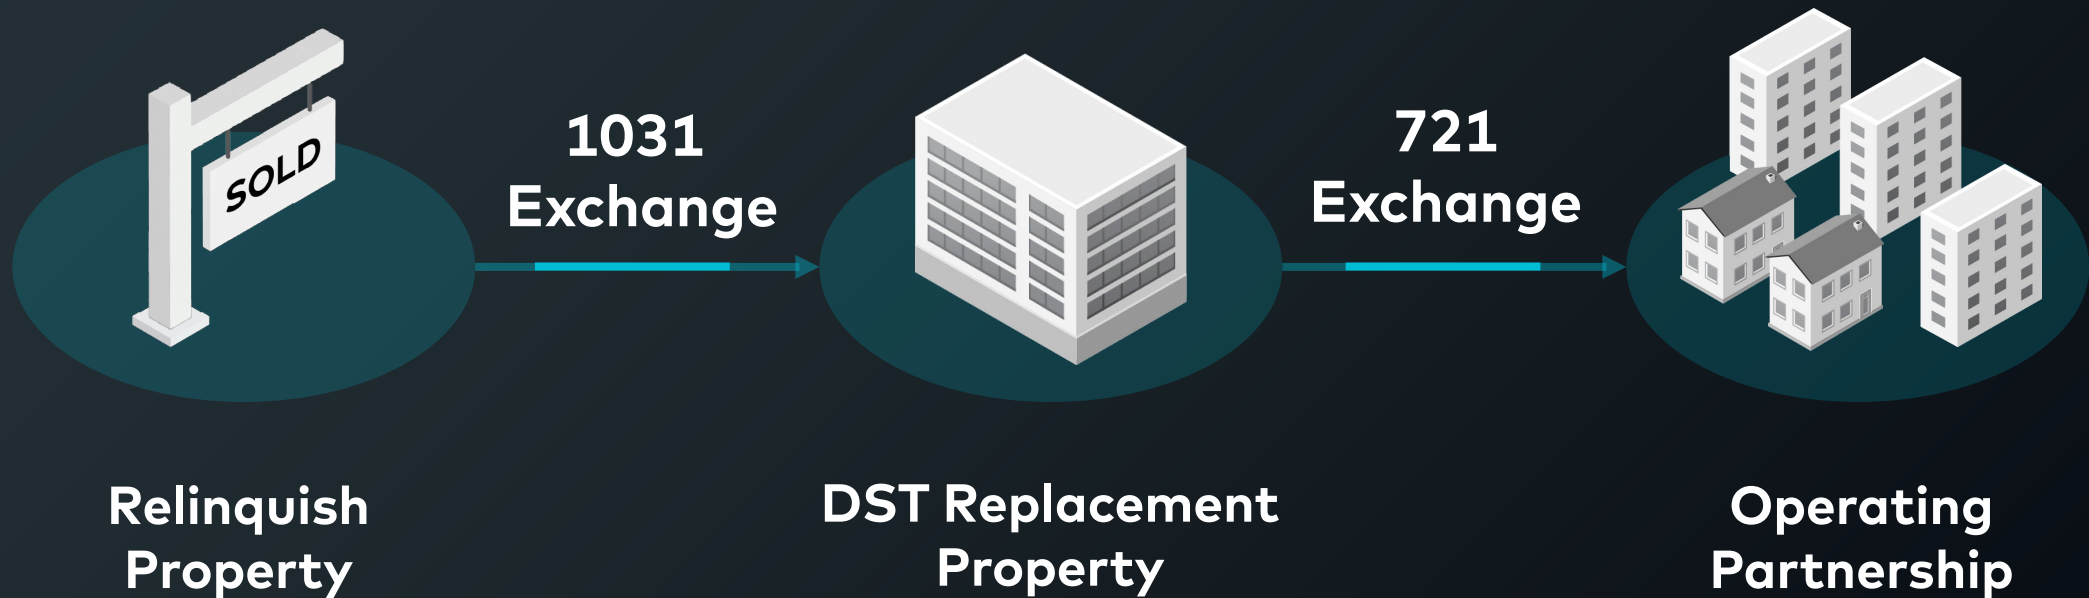 SOLD
1031
Exchange
721
Exchange
Relinquish
Property
DST Replacement
Property
Operating
Partnership